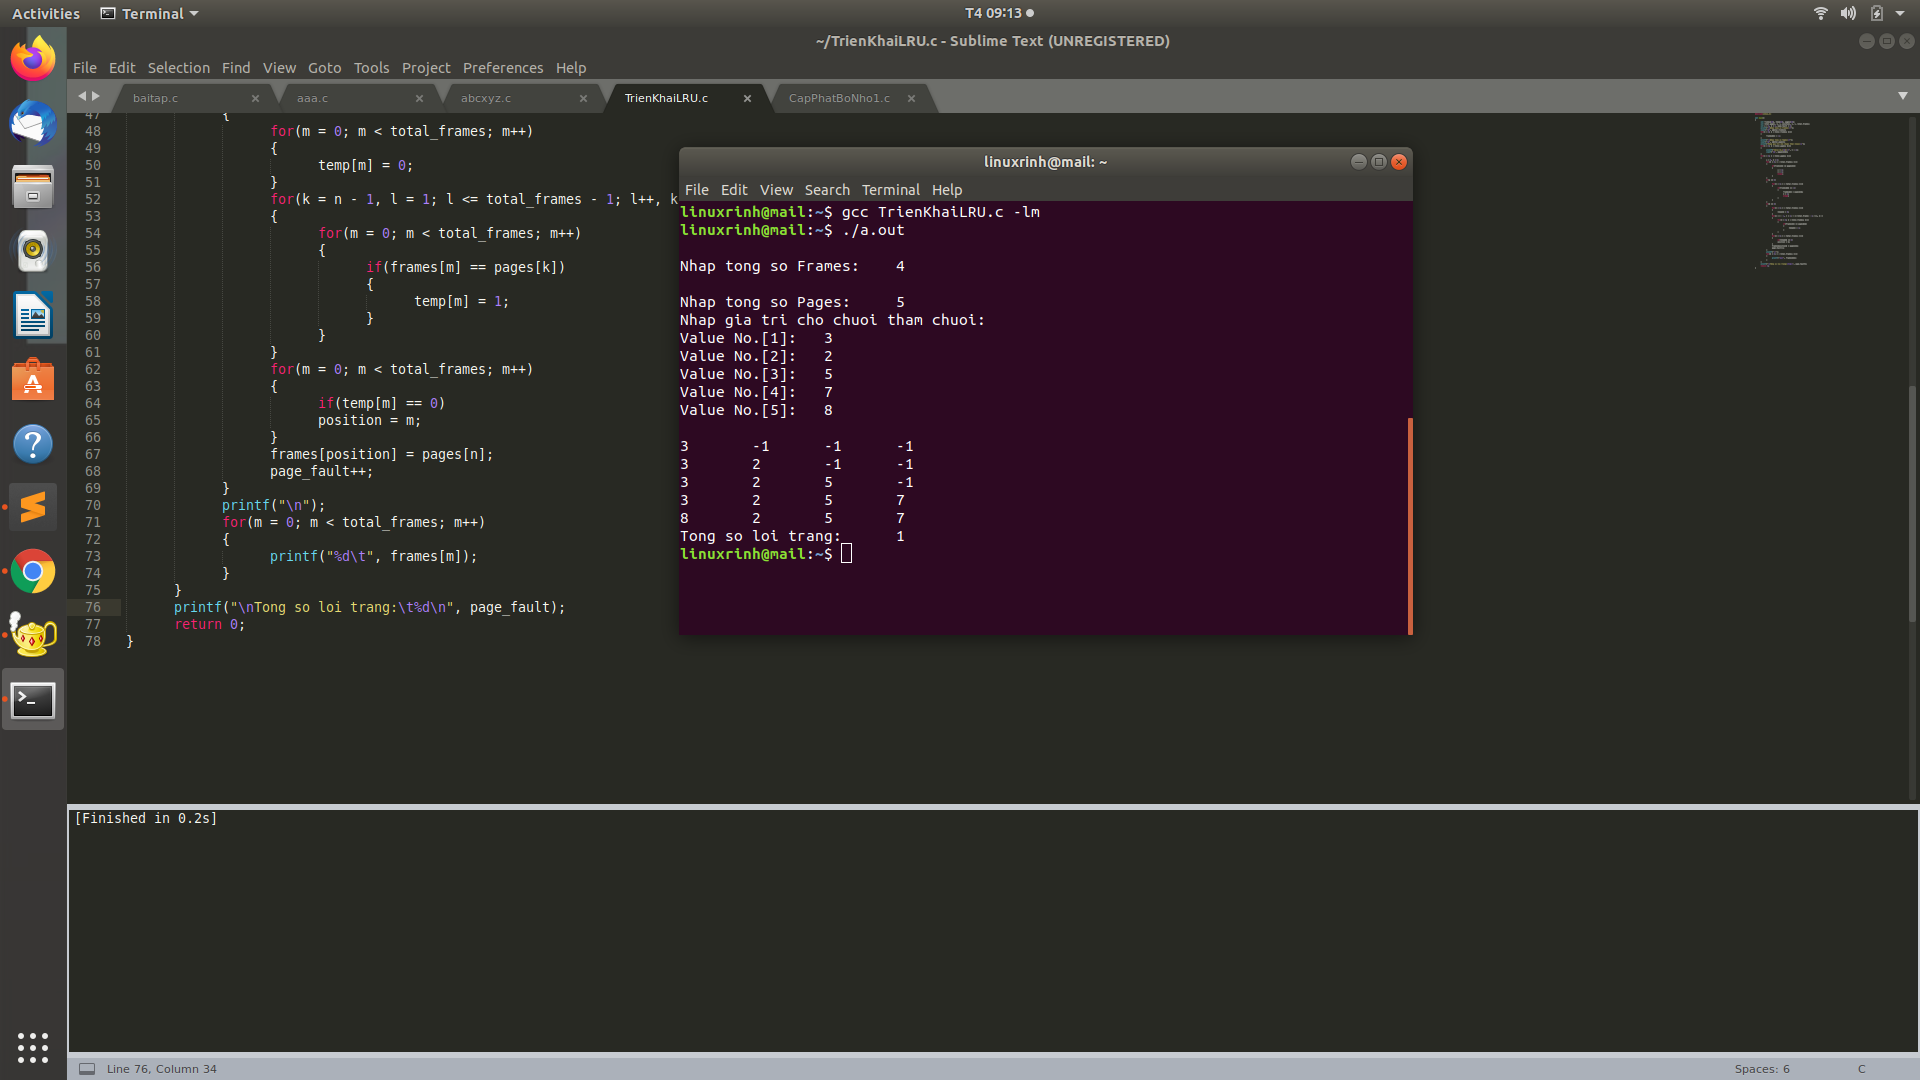 Activities
Terminal
T4 09:13
~/TrienKhaiLRU.c - Sublime Text (UNREGISTERED)
File Edit Selection Find View Goto Tools Project Preferences Help
baitap.c
aaa.c
abcxyz.c
TrienKhaiLRU.c
CapPhatBoNho1.c
47 {
48 for(m = 0; m < total_frames; m++)
49 {
50 temp[m] = 0;
51 }
52 for(k = n - 1, l = 1; l <= total_frames - 1; l++, k
53 {
54 for(m = 0; m < total_frames; m++)
55 {
56 if(frames[m] == pages[k])
57 {
58 temp[m] = 1;
59 }
60 }
61 }
62 for(m = 0; m < total_frames; m++)
63 {
64 if(temp[m] == 0)
65 position = m;
66 }
67 frames[position] = pages[n];
68 page_fault++;
69 }
70 printf("\n");
71 for(m = 0; m < total_frames; m++)
72 {
73 printf("%d\t", frames[m]);
74 }
75 }
76 printf("\nTong so loi trang:\t%d\n", page_fault);
77 return 0;
78 }
linuxrinh@mail: ~
File Edit View Search Terminal Help
linuxrinh@mail:~$ gcc TrienKhaiLRU.c -lm
linuxrinh@mail:~$ ./a.out
Nhap tong so Frames: 4
Nhap tong so Pages: 5
Nhap gia tri cho chuoi tham chuoi:
Value No.[1]: 3
Value No.[2]: 2
Value No.[3]: 5
Value No.[4]: 7
Value No.[5]: 8
3 -1 -1 -1
3 2 -1 -1
3 2 5 -1
3 2 5 7
8 2 5 7
Tong so loi trang: 1
linuxrinh@mail:~$
[Finished in 0.2s]
Line 76, Column 34
Spaces: 6
C